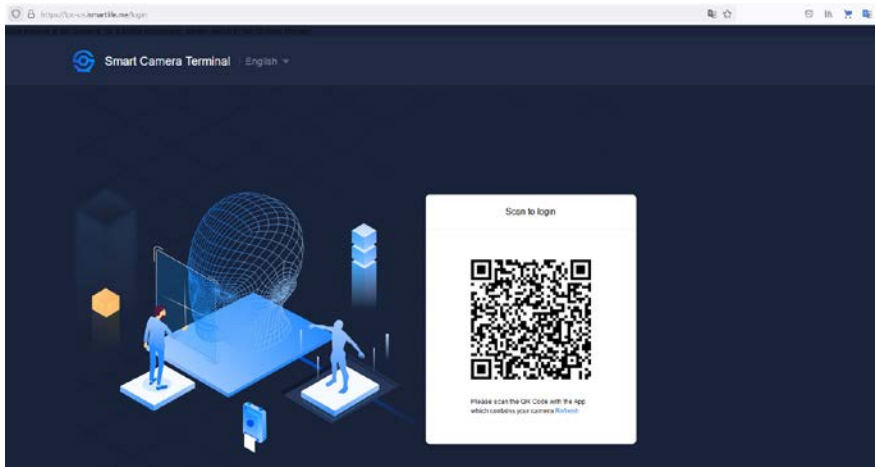 https://ipc-us.ismartlife.me/login
Smart Camera Terminal English
Scan to login
Please scan the QR Code with the App
which contains your camera Refresh